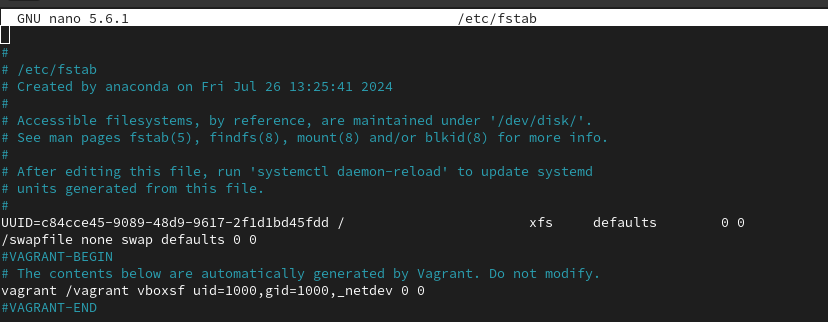 GNU nano 5.6.1 /etc/fstab
#
# /etc/fstab
# Created by anaconda on Fri Jul 26 13:25:41 2024
#
# Accessible filesystems, by reference, are maintained under '/dev/disk/'.
# See man pages fstab(5), findfs(8), mount(8) and/or blkid(8) for more info.
#
# After editing this file, run 'systemctl daemon-reload' to update systemd
# units generated from this file.
#
UUID=c84cce45-9089-48d9-9617-2f1d1bd45fdd / xfs defaults 0 0
/swapfile none swap defaults 0 0
#VAGRANT-BEGIN
# The contents below are automatically generated by Vagrant. Do not modify.
vagrant /vagrant vboxsf uid=1000,gid=1000,_netdev 0 0
#VAGRANT-END